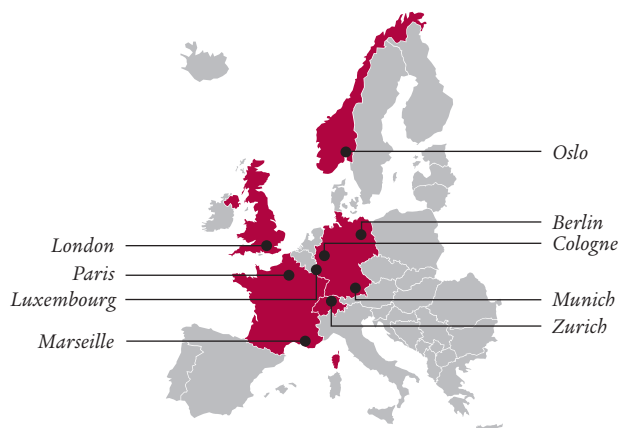 Oslo
Berlin
Cologne
London
Paris
Luxembourg
Munich
Zurich
Marseille